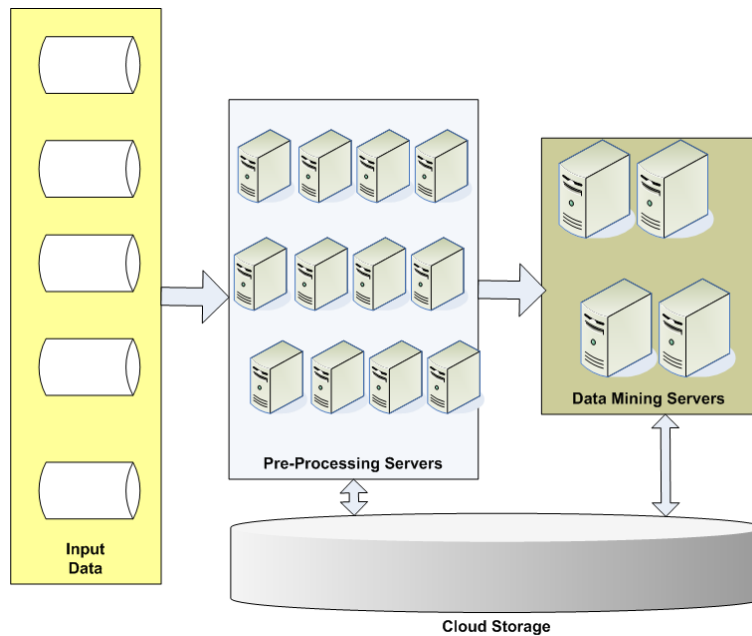 Input
Data
Pre-Processing Servers
Data Mining Servers
Cloud Storage